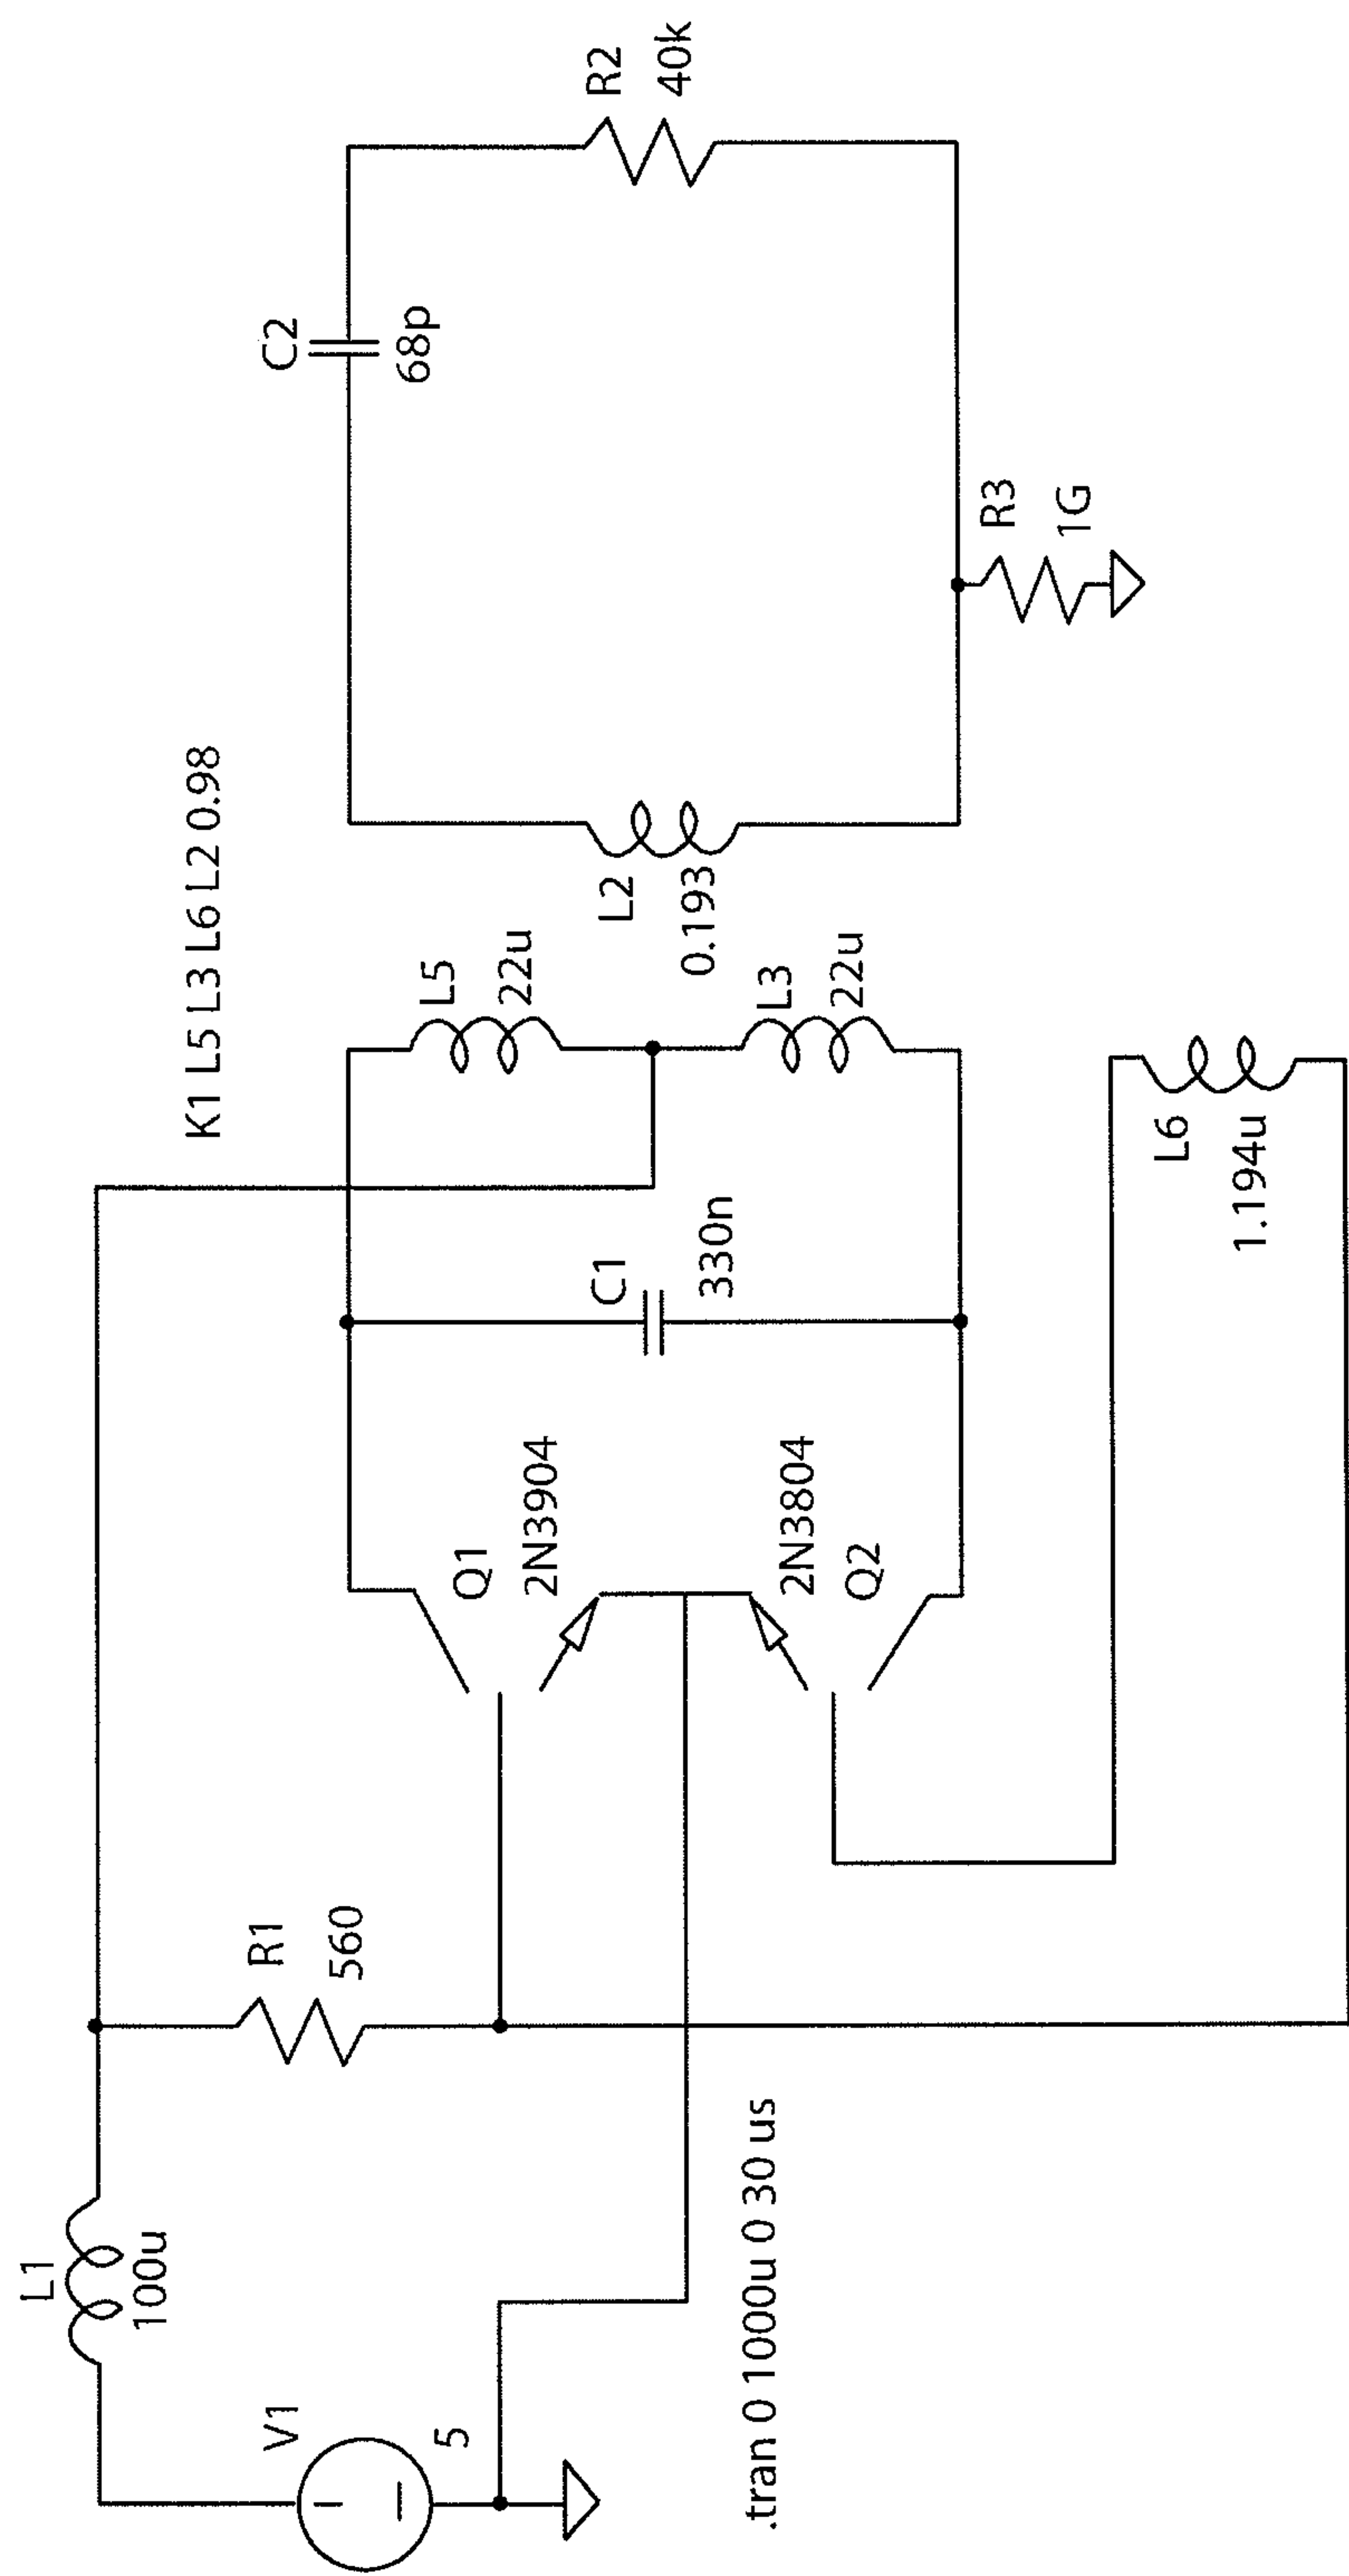 L1
100u
V1
5
R1
560
.tran 0 1000u 0 30 us
Q1
2N3904
2N3804
Q2
C1
330n
K1 L5 L3 L6 L2 0.98
L5
22u
L3
22u
L2
0.193
L6
1.194u
C2
68p
R2
40k
R3
1G